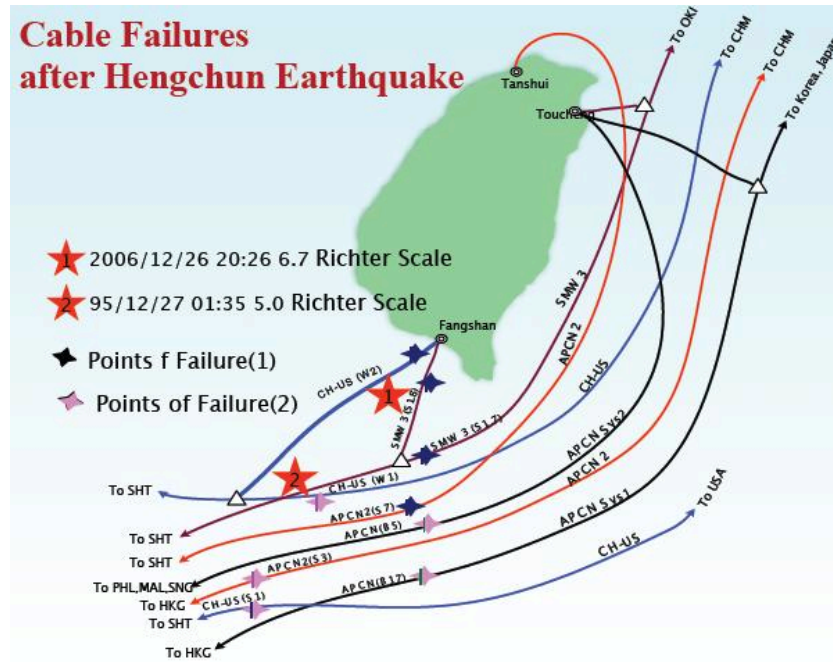 Cable Failures
after Hengchun Earthquake
To OKI
To CHM
To CHM
To Korea, Japan
Tanshui
Toucheng
1 2006/12/26 20:26 6.7 Richter Scale
2 95/12/27 01:35 5.0 Richter Scale
Points f Failure(1)
Points of Failure(2)
Fangshan
SMW 3
APCN 2
CH-US
CH-US (W2)
1
SMW 3 (S1.8)
SMW 3 (S1.7)
APCN Sys2
APCN 2
APCN Sys1
2
CH-US (W1)
To SHT
To USA
APCN2(S7)
To SHT
APCN(B5)
CH-US
To SHT
APCN2(S3)
To PHL,MAL,SNG
APCN(B17)
To HKG
CH-US(S1)
To SHT
To HKG